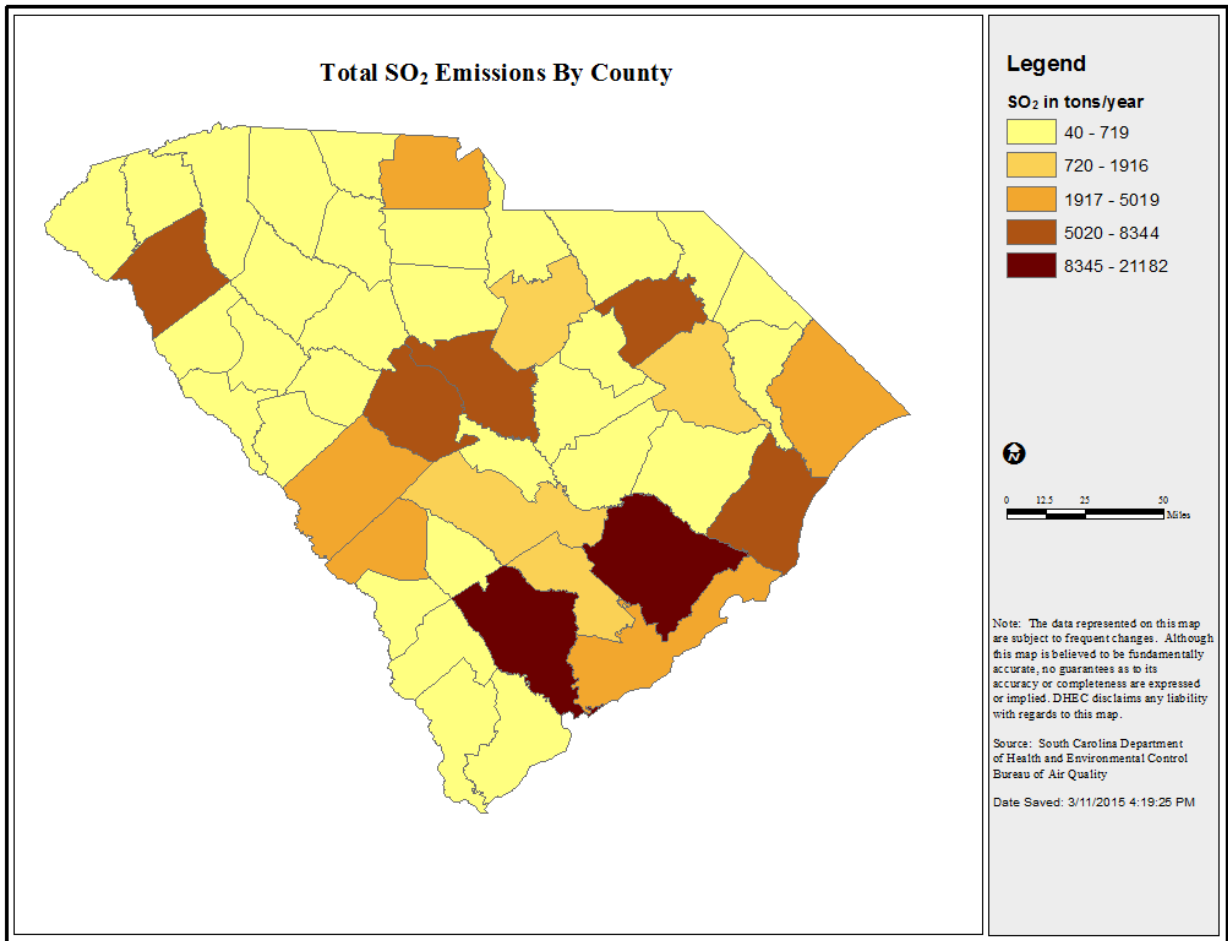 Total SO₂ Emissions By County
Legend
SO₂ in tons/year
40 - 719
720 - 1916
1917 - 5019
5020 - 8344
8345 - 21182
N
0 12.5 25 50
Miles
Note: The data represented on this map
are subject to frequent changes. Although
this map is believed to be fundamentally
accurate, no guarantees as to its
accuracy or completeness are expressed
or implied. DHEC disclaims any liability
with regards to this map.
Source: South Carolina Department
of Health and Environmental Control
Bureau of Air Quality
Date Saved: 3/11/2015 4:19:25 PM